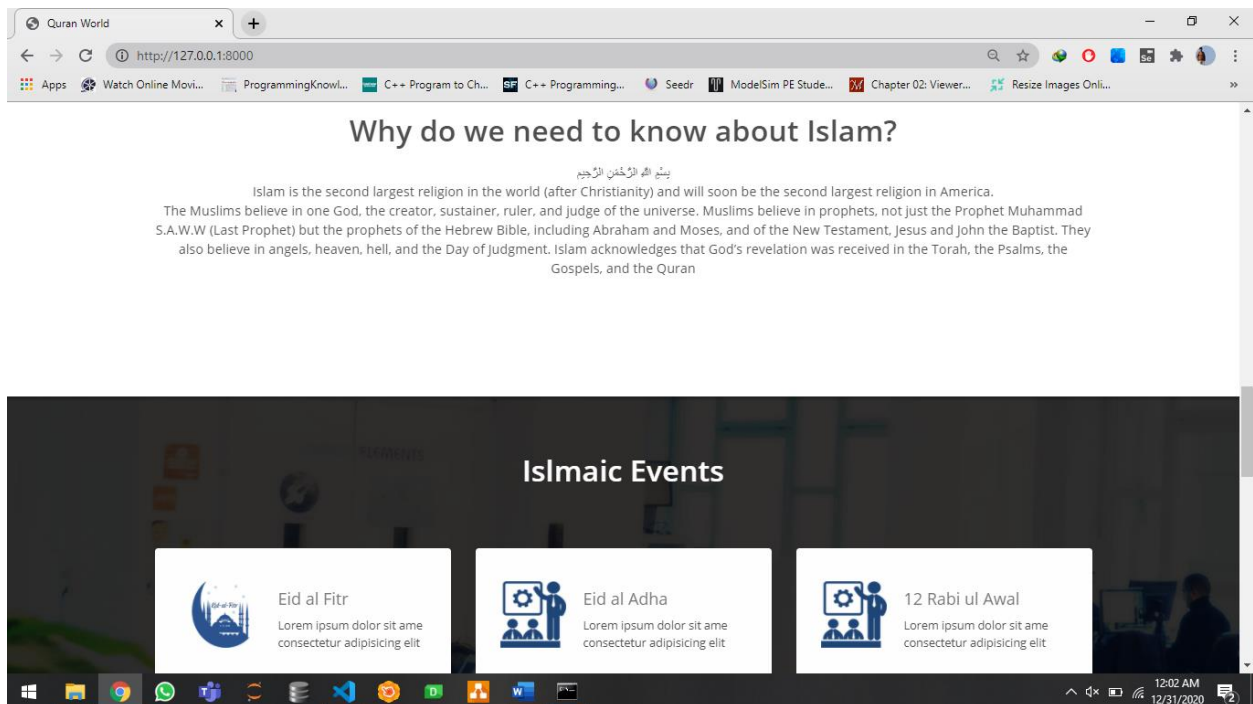 Quran World
http://127.0.0.1:8000
Apps
Watch Online Movi...
ProgrammingKnowl...
C++ Program to Ch...
SF
C++ Programming...
Seedr
ModelSim PE Stude...
Chapter 02: Viewer...
Resize Images Onli...
Why do we need to know about Islam?
بِسْمِ اللهِ الرَّحْمٰنِ الرَّحِيْمِ
Islam is the second largest religion in the world (after Christianity) and will soon be the second largest religion in America.
The Muslims believe in one God, the creator, sustainer, ruler, and judge of the universe. Muslims believe in prophets, not just the Prophet Muhammad
S.A.W.W (Last Prophet) but the prophets of the Hebrew Bible, including Abraham and Moses, and of the New Testament, Jesus and John the Baptist. They
also believe in angels, heaven, hell, and the Day of Judgment. Islam acknowledges that God's revelation was received in the Torah, the Psalms, the
Gospels, and the Quran
Islmaic Events
Eid al Fitr
Lorem ipsum dolor sit ame
consectetur adipisicing elit
Eid al Adha
Lorem ipsum dolor sit ame
consectetur adipisicing elit
12 Rabi ul Awal
Lorem ipsum dolor sit ame
consectetur adipisicing elit
12:02 AM
12/31/2020